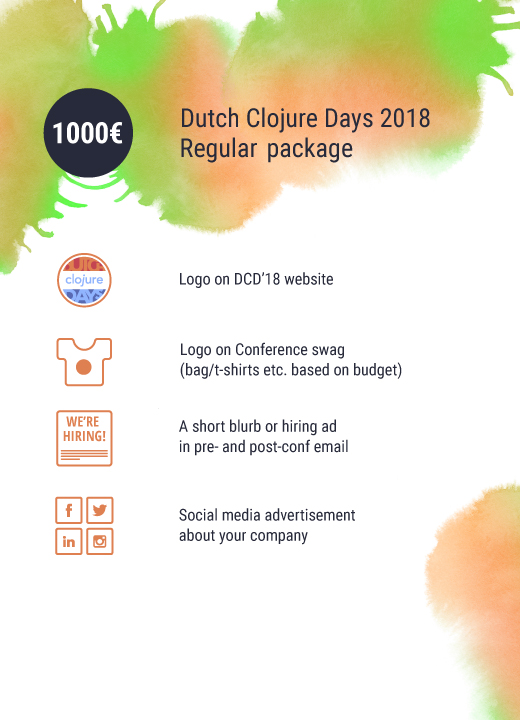 1000€
Dutch Clojure Days 2018
Regular package
DUTCH
clojure
DAYS
Logo on DCD'18 website
Logo on Conference swag
(bag/t-shirts etc. based on budget)
WE'RE
HIRING!
A short blurb or hiring ad
in pre- and post-conf email
f
in
Social media advertisement
about your company